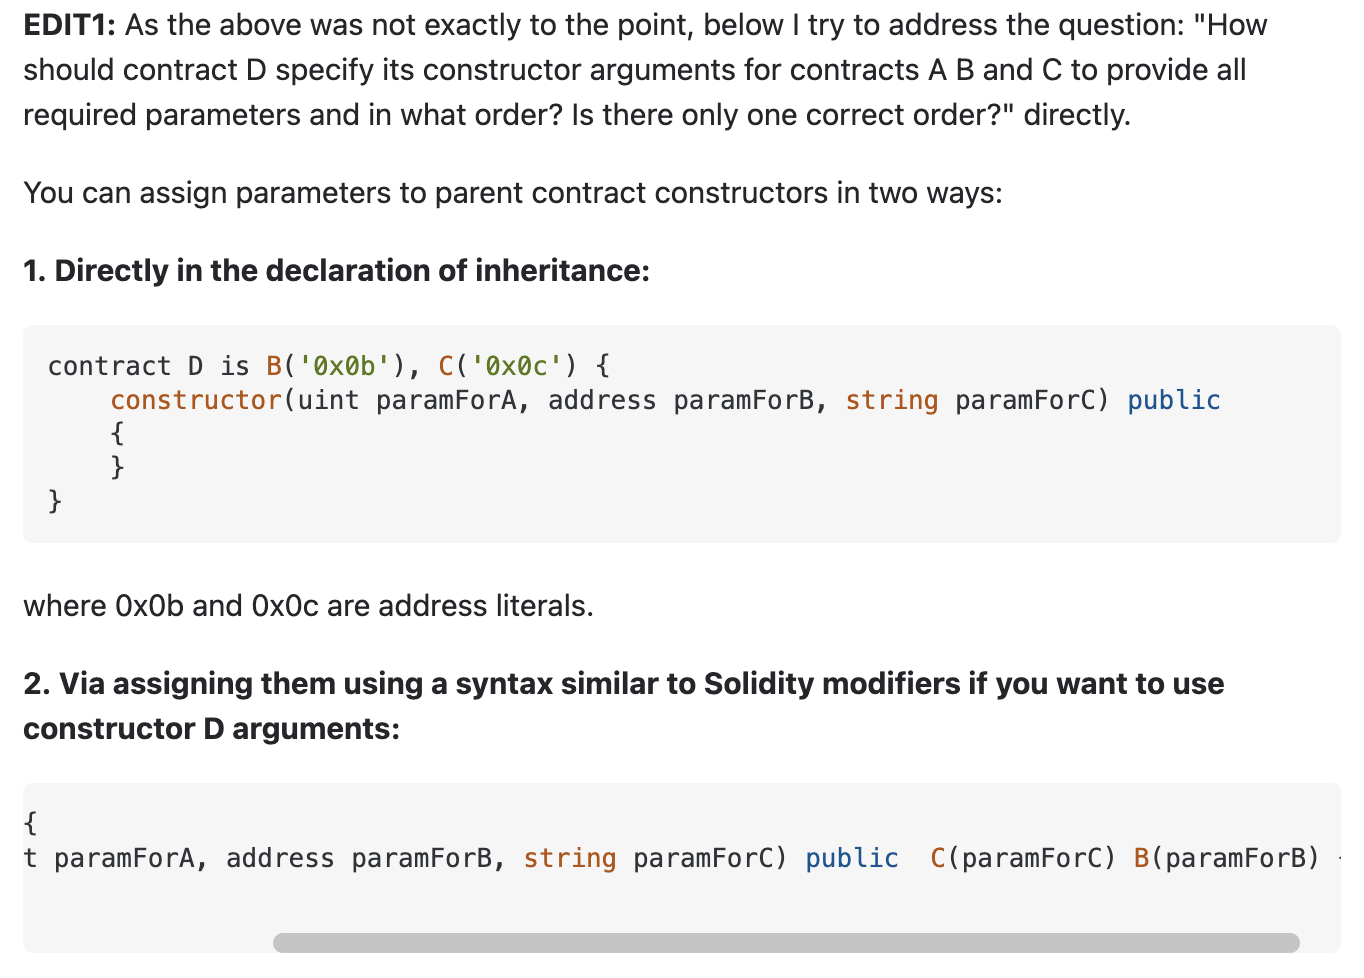 EDIT1: As the above was not exactly to the point, below I try to address the question: "How
should contract D specify its constructor arguments for contracts A B and C to provide all
required parameters and in what order? Is there only one correct order?" directly.
You can assign parameters to parent contract constructors in two ways:
1. Directly in the declaration of inheritance:
contract D is B('0x0b'), C('0x0c') {
    constructor(uint paramForA, address paramForB, string paramForC) public
    {
    }
}
where 0x0b and 0x0c are address literals.
2. Via assigning them using a syntax similar to Solidity modifiers if you want to use
constructor D arguments:
{
t paramForA, address paramForB, string paramForC) public  C(paramForC) B(paramForB)